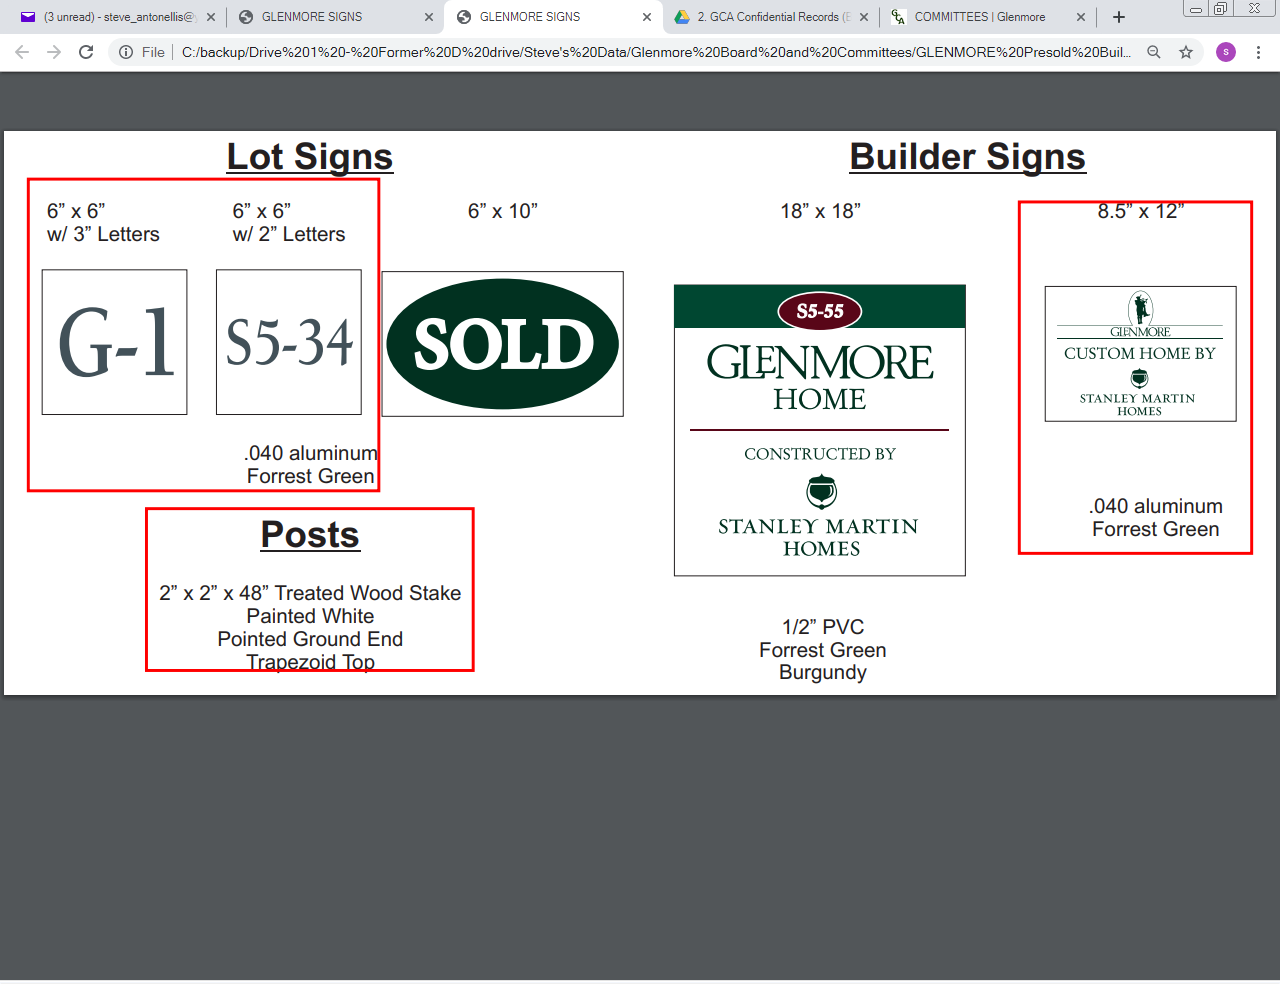 (3 unread) - steve_antonellis@
GLENMORE SIGNS
GLENMORE SIGNS
2. GCA Confidential Records (E
COMMITTEES | Glenmore
File
C:/backup/Drive%201%20-%20Former%20D%20drive/Steve's%20Data/Glenmore%20Board%20and%20Committees/GLENMORE%20Presold%20Buil...
s
Lot Signs
6” x 6”
w/ 3” Letters
6” x 6”
w/ 2” Letters
6” x 10”
G-1
S5-34
SOLD
.040 aluminum
Forrest Green
Posts
2” x 2” x 48” Treated Wood Stake
Painted White
Pointed Ground End
Trapezoid Top
Builder Signs
18” x 18”
S5-55
GLENMORE
HOME
CONSTRUCTED BY
STANLEY MARTIN
HOMES
1/2” PVC
Forrest Green
Burgundy
8.5” x 12”
GLENMORE
CUSTOM HOME BY
STANLEY MARTIN
HOMES
.040 aluminum
Forrest Green